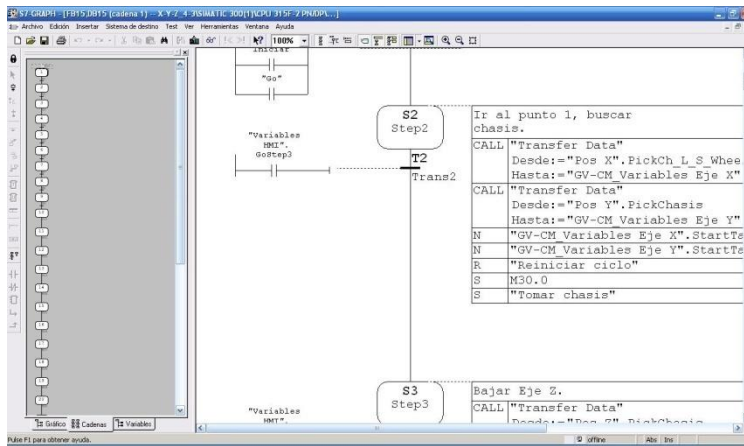 S7-GRAPH - [FB15,DB15 (cadena 1) -- X-Y-Z_4-3\SIMATIC 300(1)\CPU 315F-2 PN/DP\...]
Archivo Edición Insertar Sistema de destino Test Ver Herramientas Ventana Ayuda
100%
Iniciar
"Go"
S2
Step2
Ir al punto 1, buscar
chasis.
"Variables
HMI".
GoStep3
T2
Trans2
CALL "Transfer Data"
Desde:="Pos X".PickCh_L_S_Whee
Hasta:="GV-CM_Variables Eje X"
CALL "Transfer Data"
Desde:="Pos Y".PickChasis
Hasta:="GV-CM_Variables Eje Y"
N "GV-CM_Variables Eje X".StartTa
N "GV-CM_Variables Eje Y".StartTa
R "Reiniciar ciclo"
S M30.0
S "Tomar chasis"
S3
Step3
Bajar Eje Z.
"Variables
HMI".
CALL "Transfer Data"
Desde:="Pos Z".PickChasis
Gráfico Cadenas Variables
Pulse F1 para obtener ayuda.
offline Abs Ins